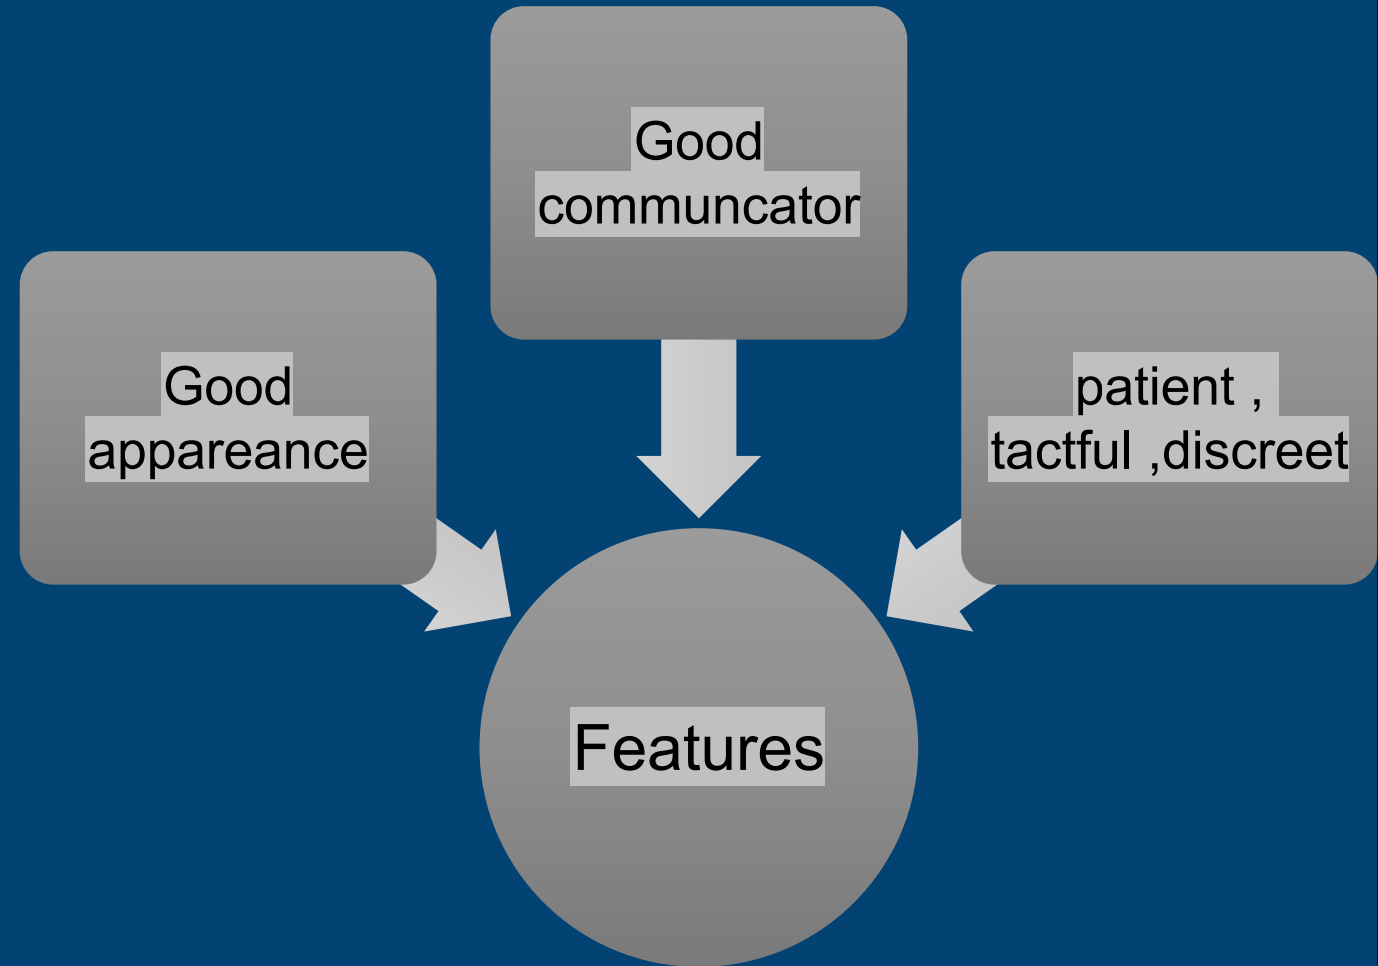 Good
communcator
Good
appareance
patient ,
tactful ,discreet
Features